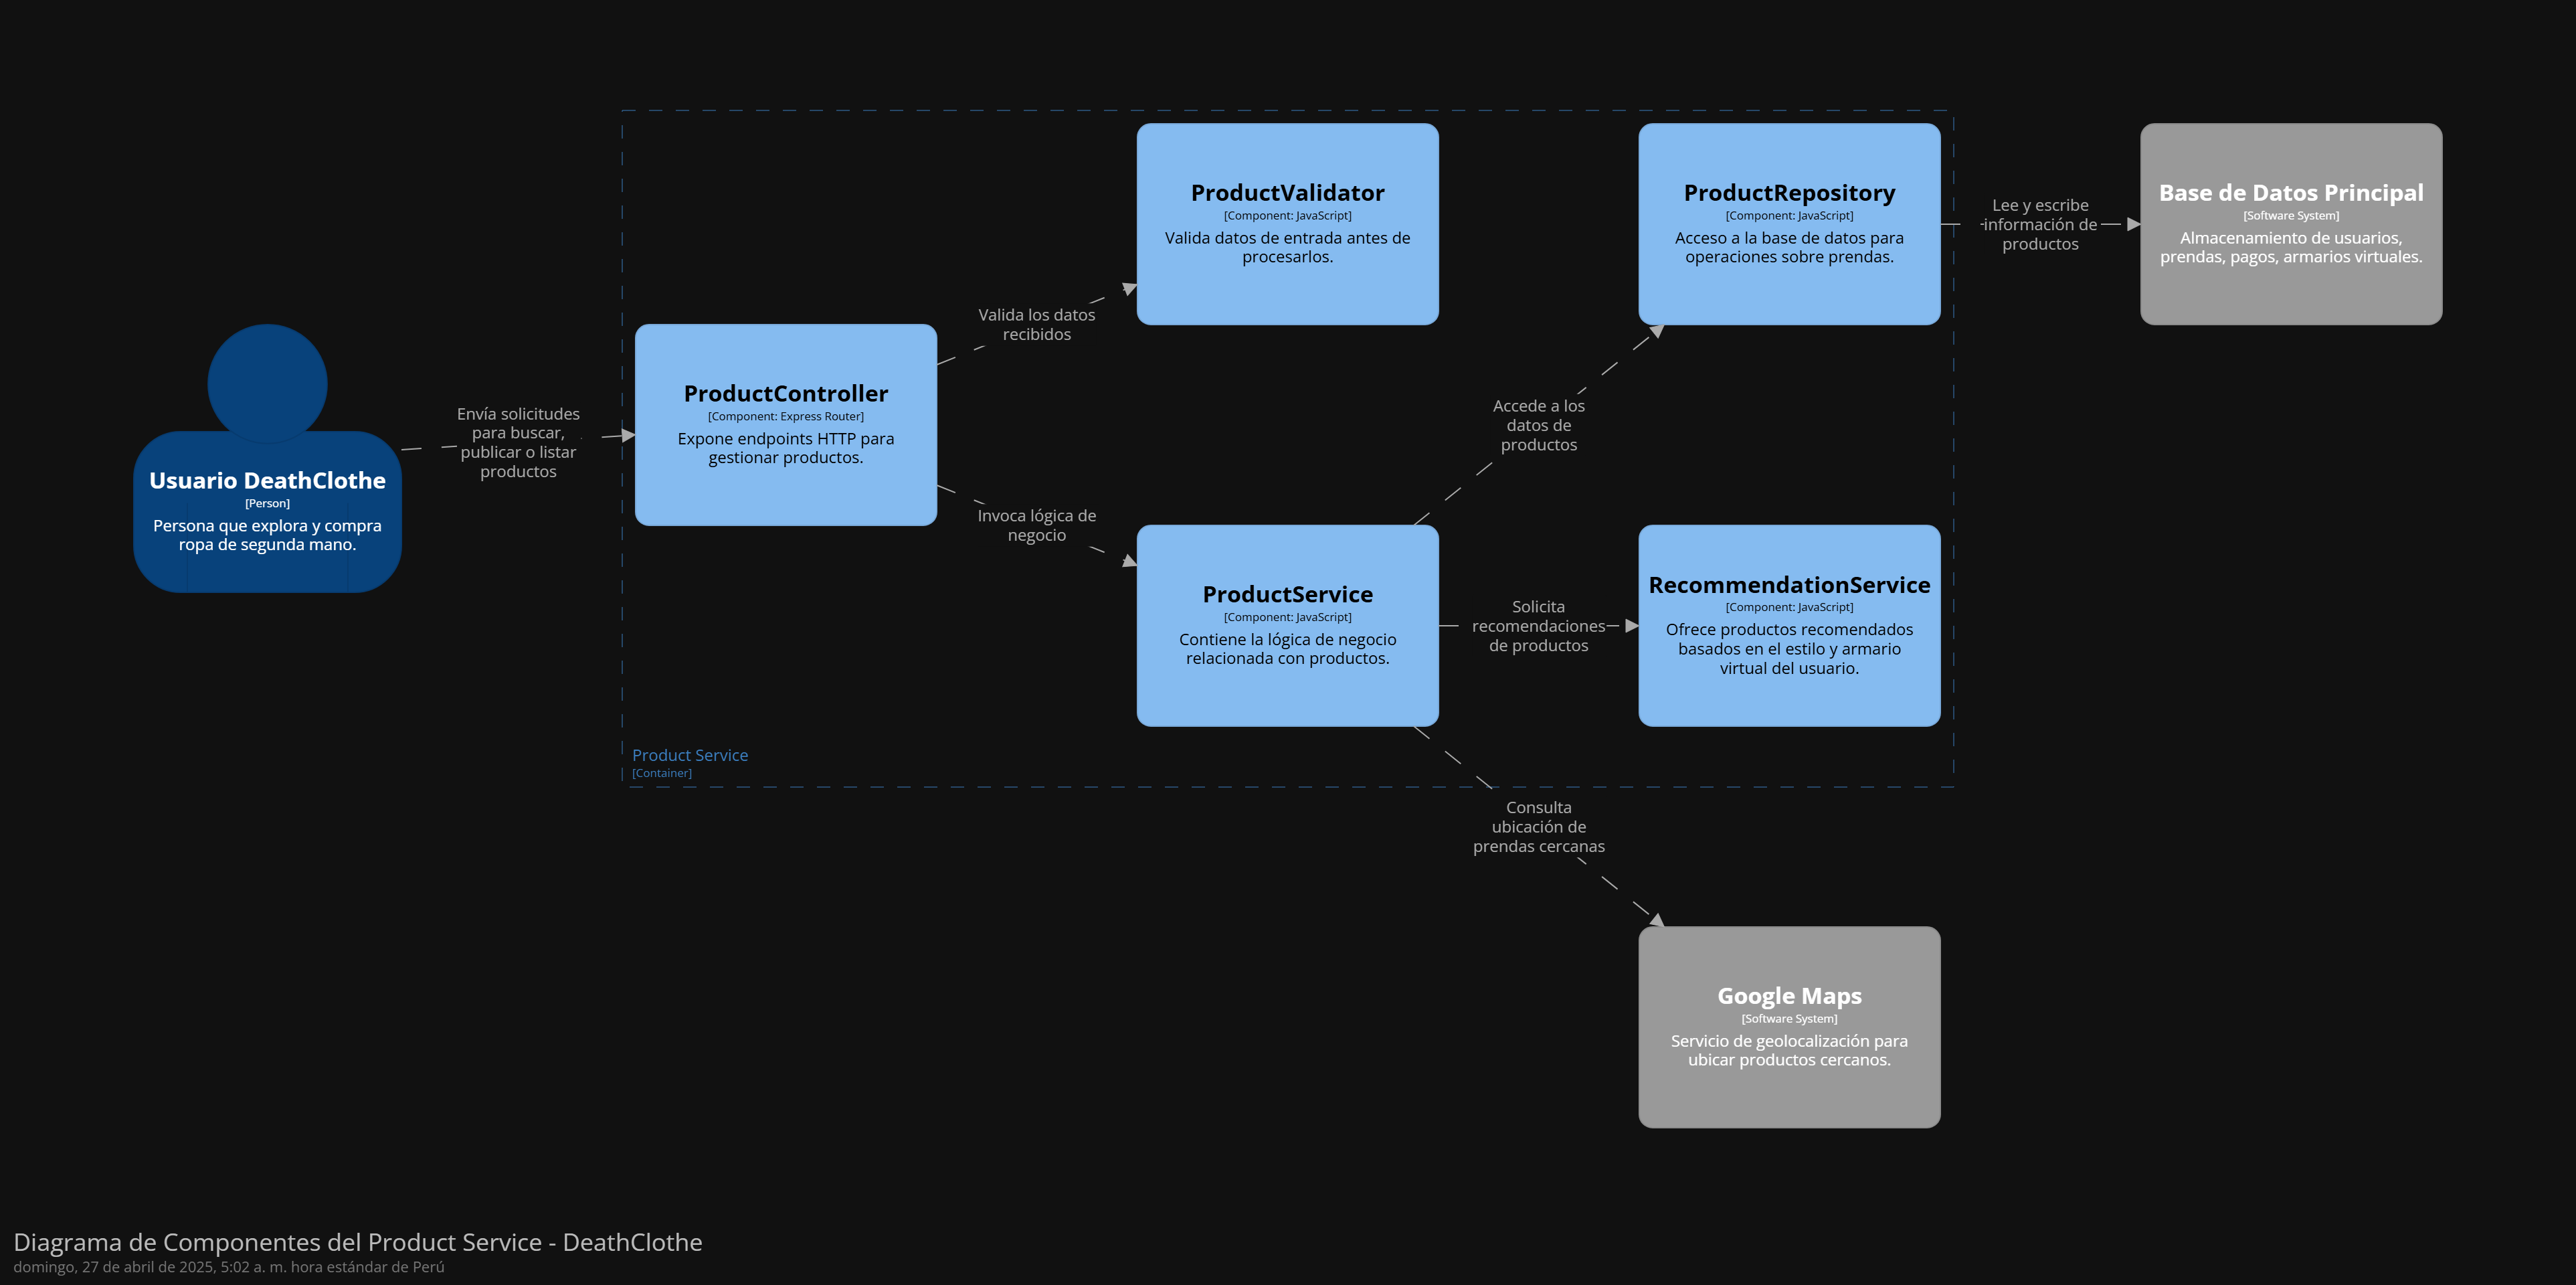 Usuario DeathClothe
[Person]
Persona que explora y compra
ropa de segunda mano.
Envía solicitudes
para buscar,
publicar o listar
productos
ProductController
[Component: Express Router]
Expone endpoints HTTP para
gestionar productos.
Valida los datos
recibidos
Invoca lógica de
negocio
ProductValidator
[Component: JavaScript]
Valida datos de entrada antes de
procesarlos.
ProductService
[Component: JavaScript]
Contiene la lógica de negocio
relacionada con productos.
Accede a los
datos de
productos
Solicita
recomendaciones
de productos
Consulta
ubicación de
prendas cercanas
ProductRepository
[Component: JavaScript]
Acceso a la base de datos para
operaciones sobre prendas.
RecommendationService
[Component: JavaScript]
Ofrece productos recomendados
basados en el estilo y armario
virtual del usuario.
Lee y escribe
información de
productos
Base de Datos Principal
[Software System]
Almacenamiento de usuarios,
prendas, pagos, armarios virtuales.
Google Maps
[Software System]
Servicio de geolocalización para
ubicar productos cercanos.
Product Service
[Container]
Diagrama de Componentes del Product Service - DeathClothe
domingo, 27 de abril de 2025, 5:02 a. m. hora estándar de Perú